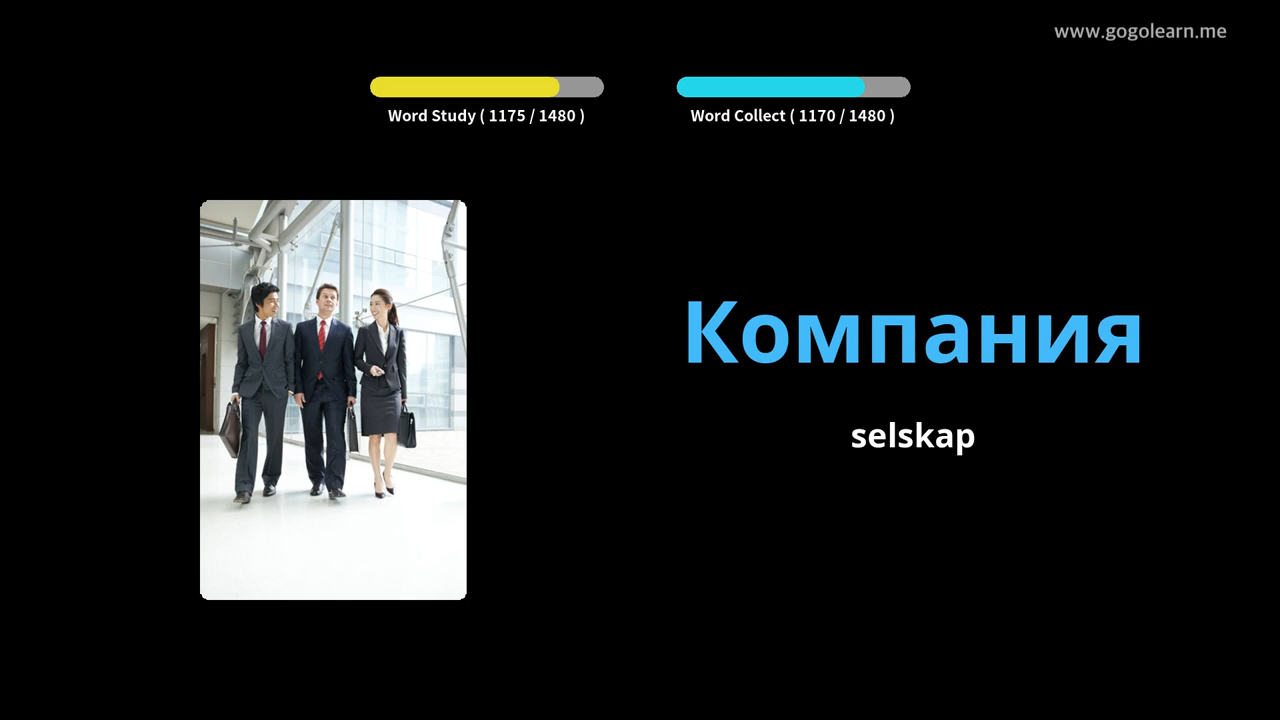 www.gogolearn.me
Word Study ( 1175 / 1480 )
Word Collect ( 1170 / 1480 )
Компания
selskap